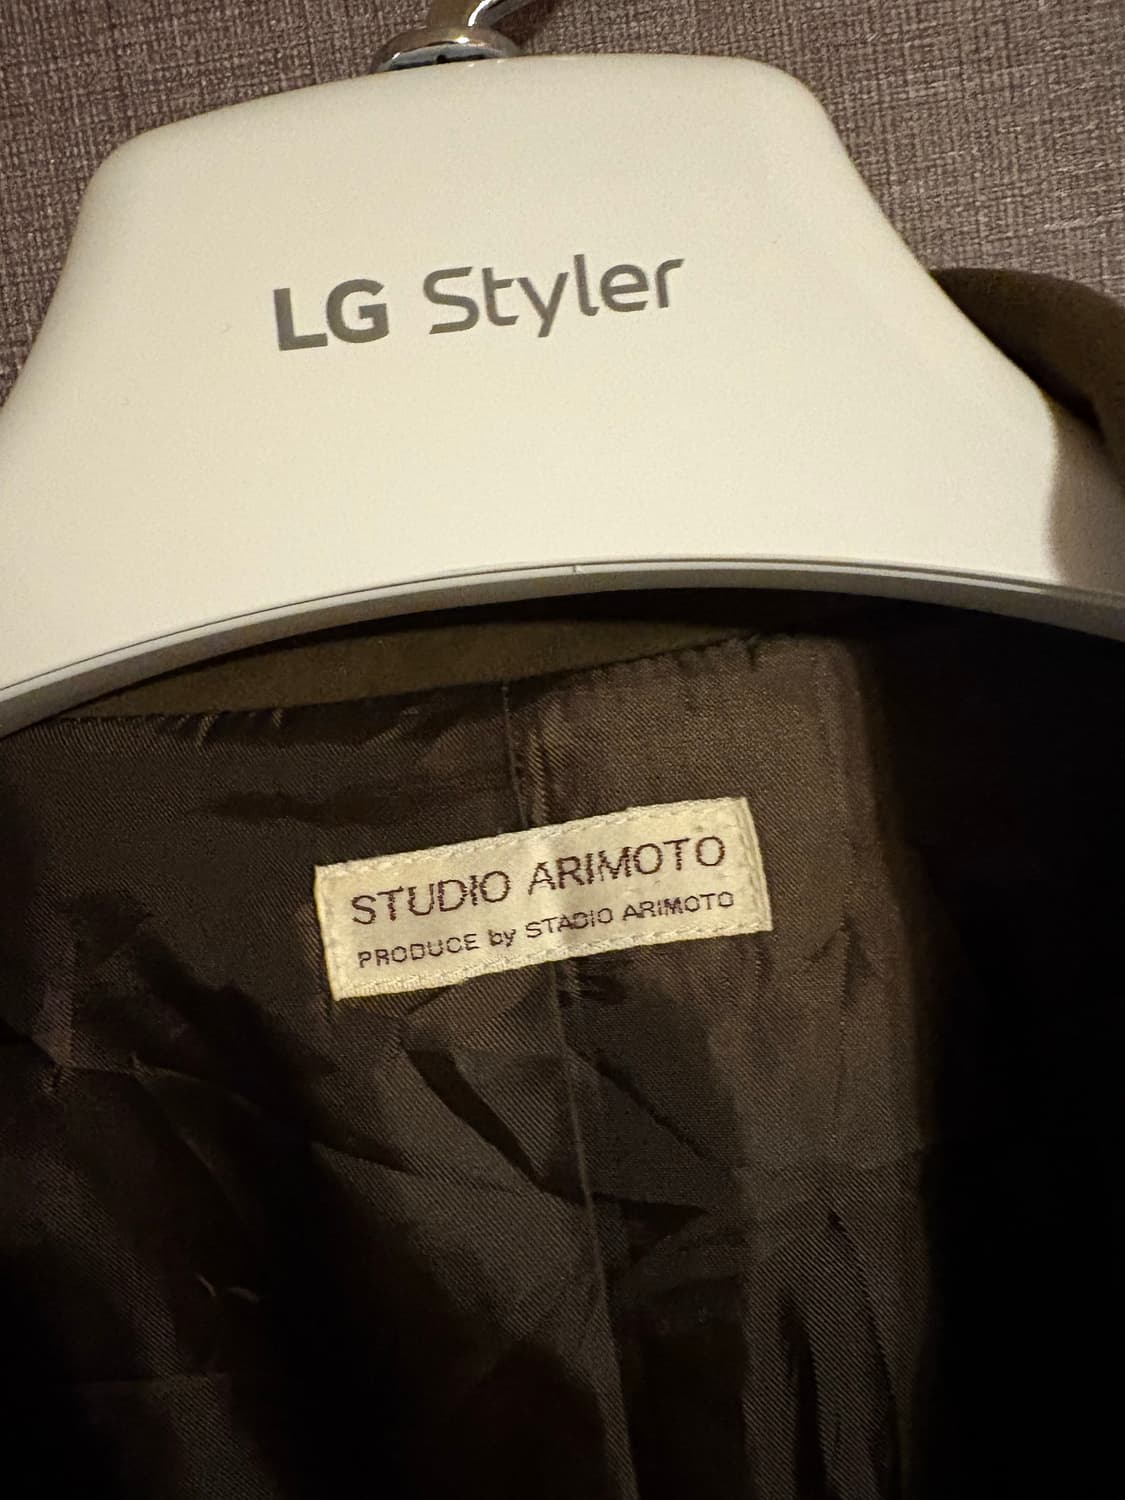 LG Styler
STUDIO ARIMOTO
PRODUCE by STADIO ARIMOTO